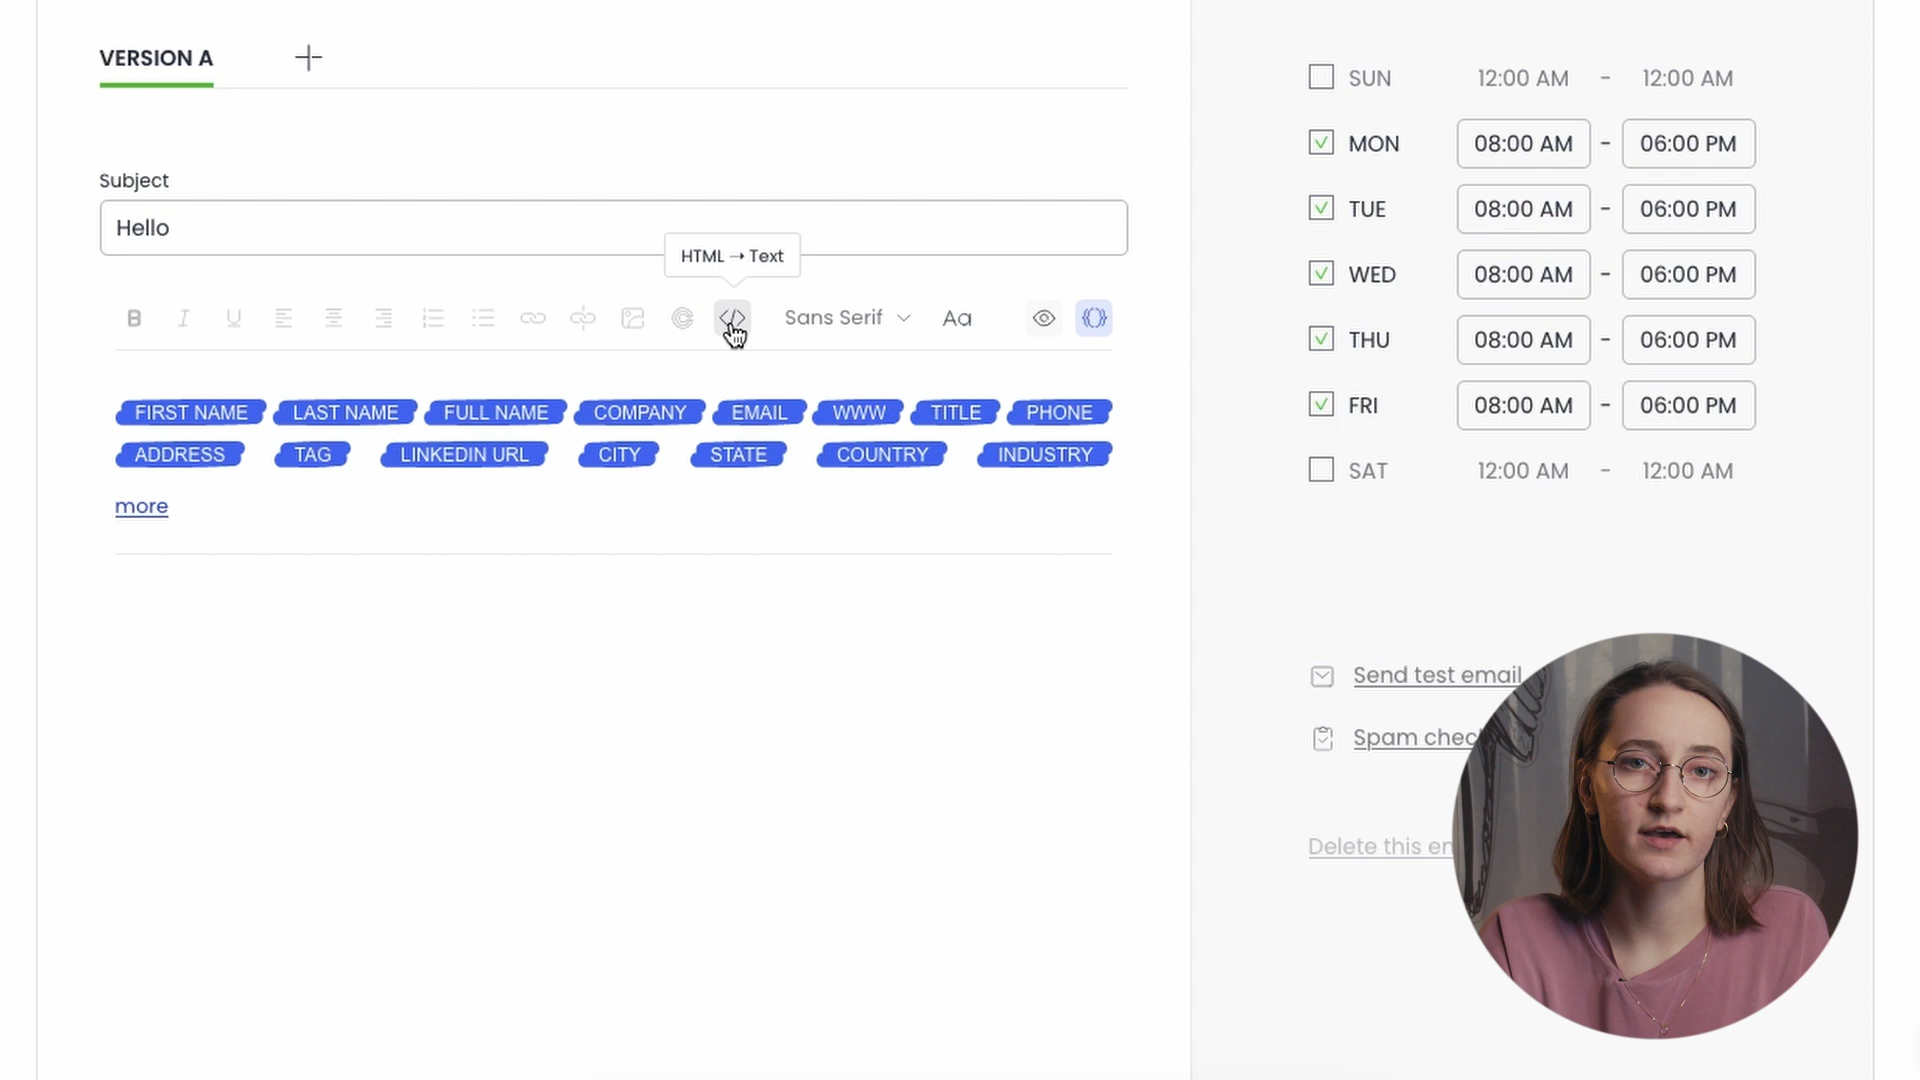 VERSION A
Subject
Hello
HTML → Text
Sans Serif
Aa
FIRST NAME LAST NAME FULL NAME COMPANY EMAIL WWW TITLE PHONE
ADDRESS TAG LINKEDIN URL CITY STATE COUNTRY INDUSTRY
more
SUN 12:00 AM - 12:00 AM
MON 08:00 AM - 06:00 PM
TUE 08:00 AM - 06:00 PM
WED 08:00 AM - 06:00 PM
THU 08:00 AM - 06:00 PM
FRI 08:00 AM - 06:00 PM
SAT 12:00 AM - 12:00 AM
Send test email
Spam
Delete this